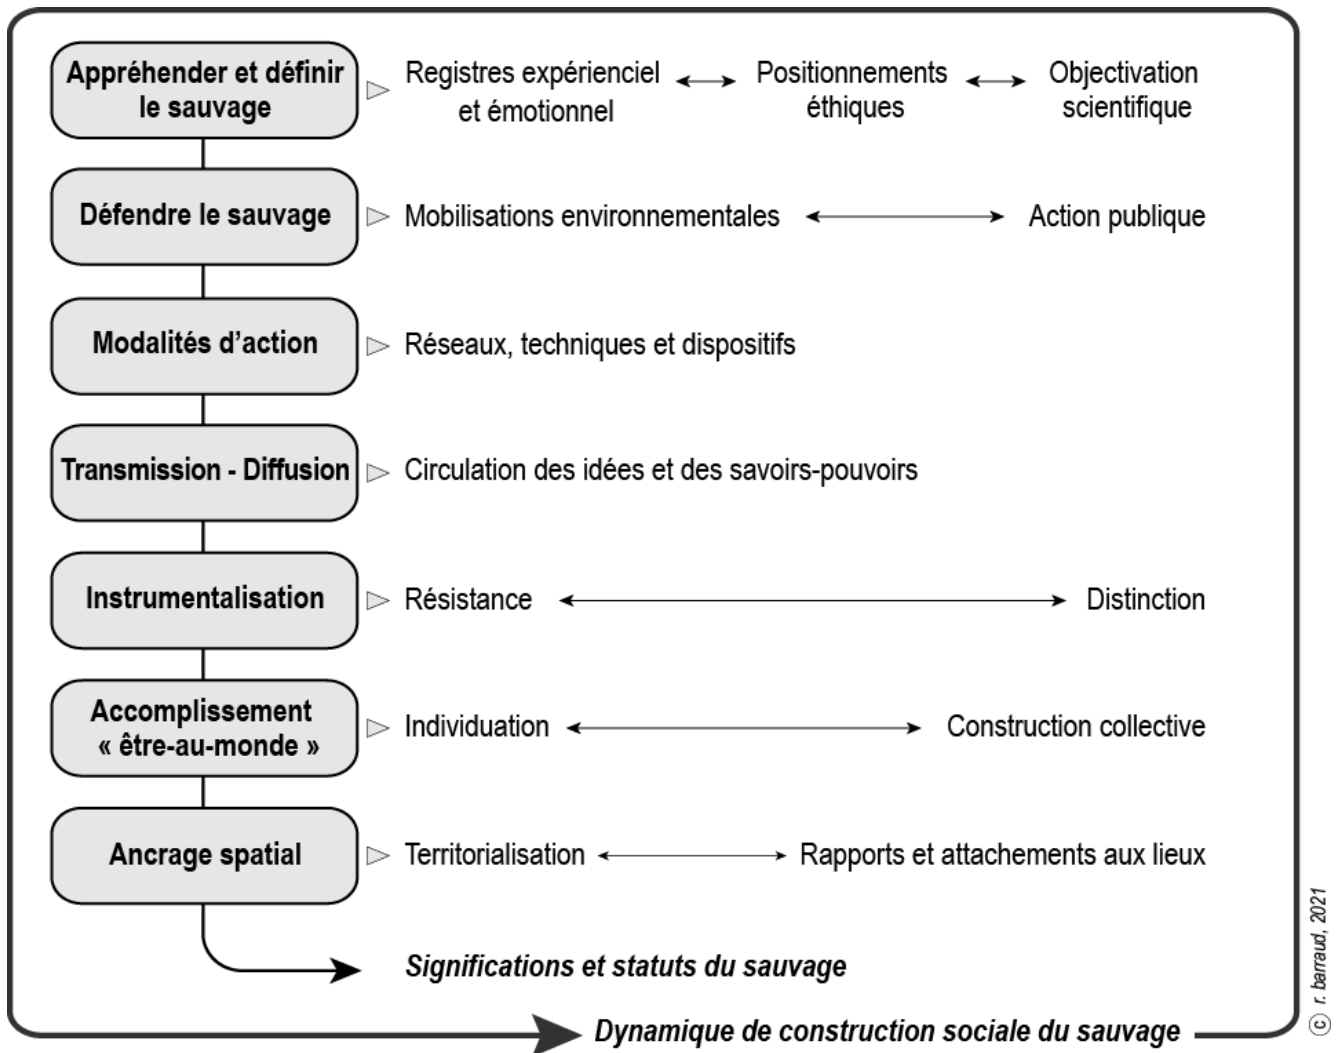 Appréhender et définir
le sauvage
Registres expérienciel
et émotionnel
Positionnements
éthiques
Objectivation
scientifique
Défendre le sauvage
Mobilisations environnementales
Action publique
Modalités d’action
Réseaux, techniques et dispositifs
Transmission - Diffusion
Circulation des idées et des savoirs-pouvoirs
Instrumentalisation
Résistance
Distinction
Accomplissement
« être-au-monde »
Individuation
Construction collective
Ancrage spatial
Territorialisation
Rapports et attachements aux lieux
Significations et statuts du sauvage
Dynamique de construction sociale du sauvage
© r. barraud, 2021